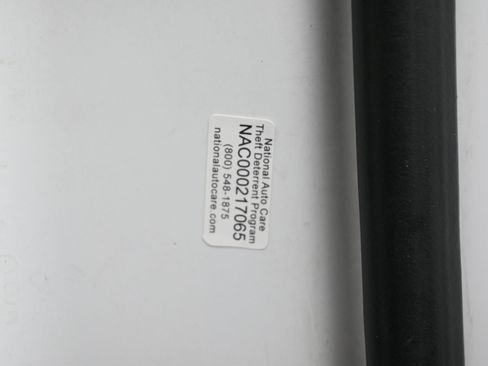 National Auto Care
Theft Deterrent Program
NAC000217065
(800) 548-1875
nationalautocare.com